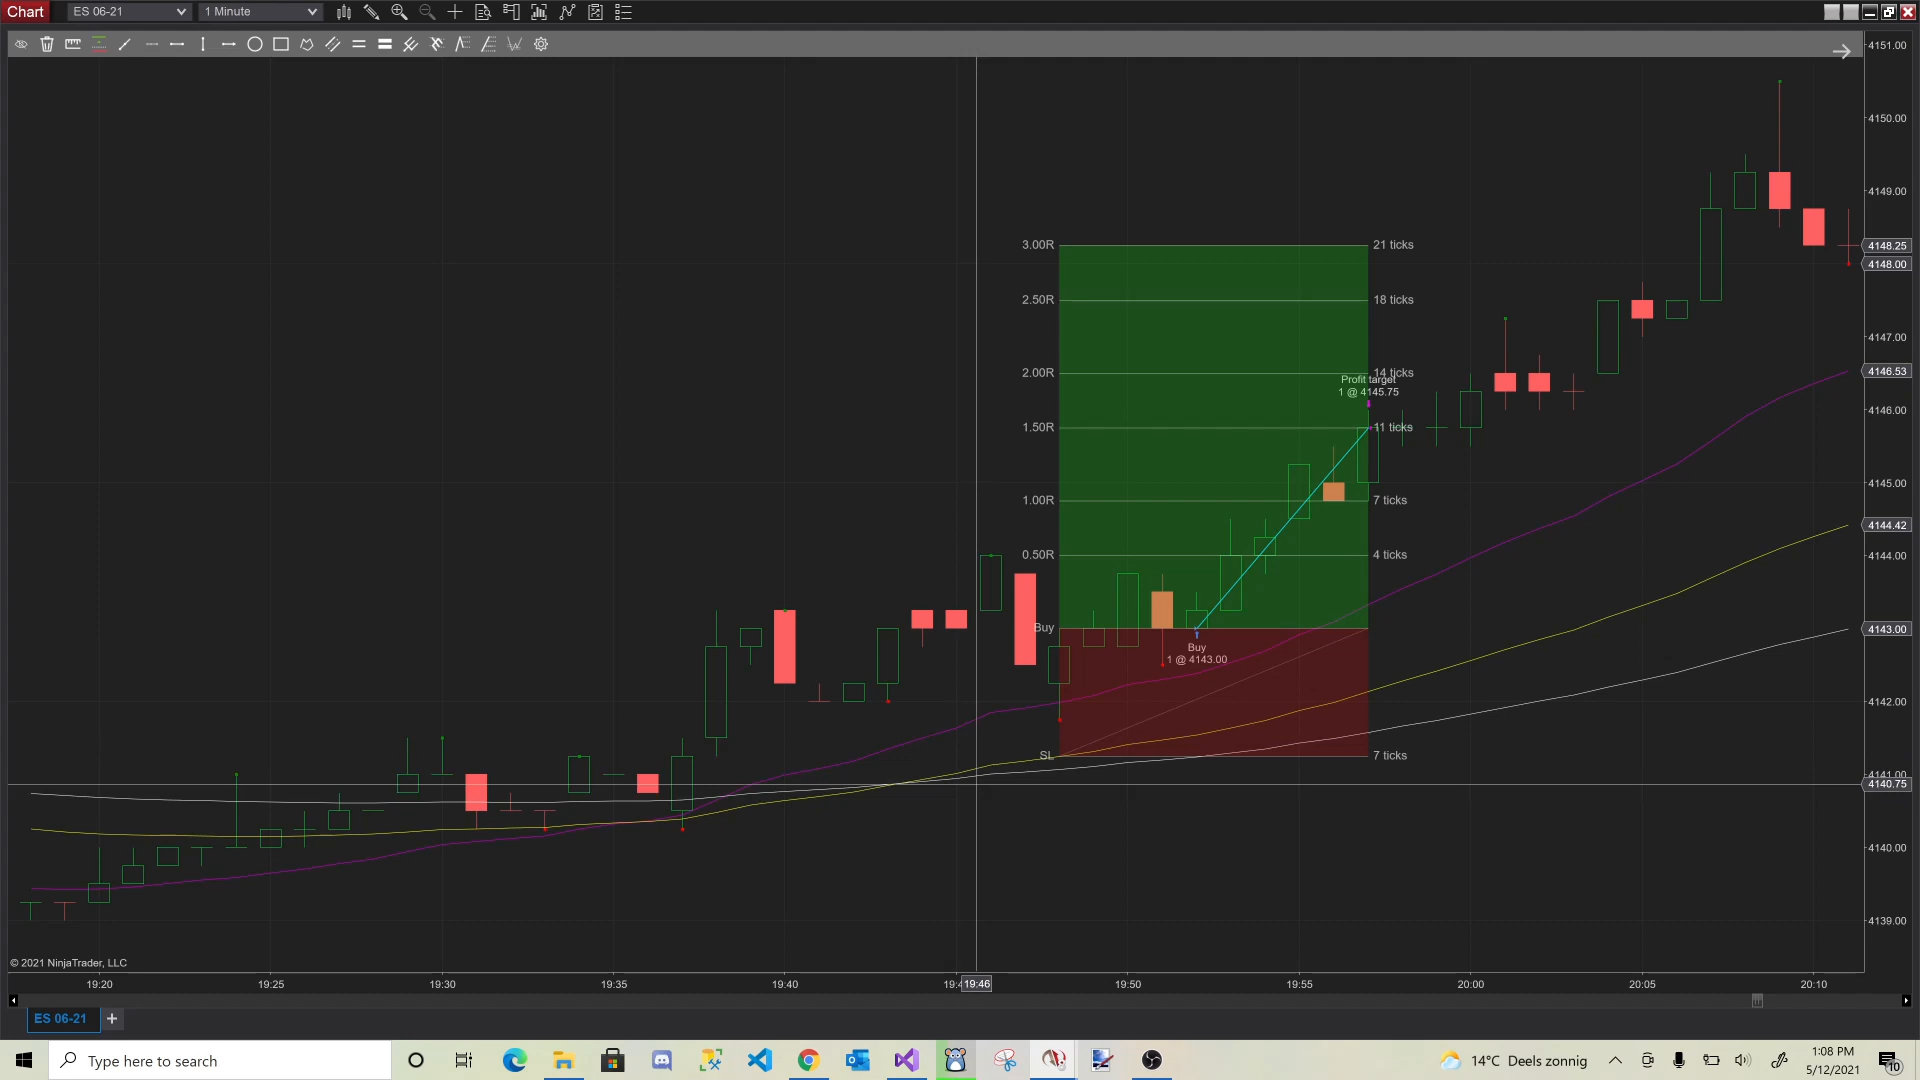 Chart
ES 06-21
1 Minute
4151.00
4150.00
4149.00
4148.25
4148.00
4147.00
4146.53
4146.00
4145.00
4144.42
4144.00
4143.00
4142.00
4141.00
4140.75
4140.00
4139.00
3.00R
21 ticks
2.50R
18 ticks
2.00R
14 ticks
Profit target
1 @ 4145.75
1.50R
11 ticks
1.00R
7 ticks
0.50R
4 ticks
Buy
Buy
1 @ 4143.00
SL
7 ticks
© 2021 NinjaTrader, LLC
19:20
19:25
19:30
19:35
19:40
19:46
19:50
19:55
20:00
20:05
20:10
ES 06-21
Type here to search
14°C Deels zonnig
1:08 PM
5/12/2021
10